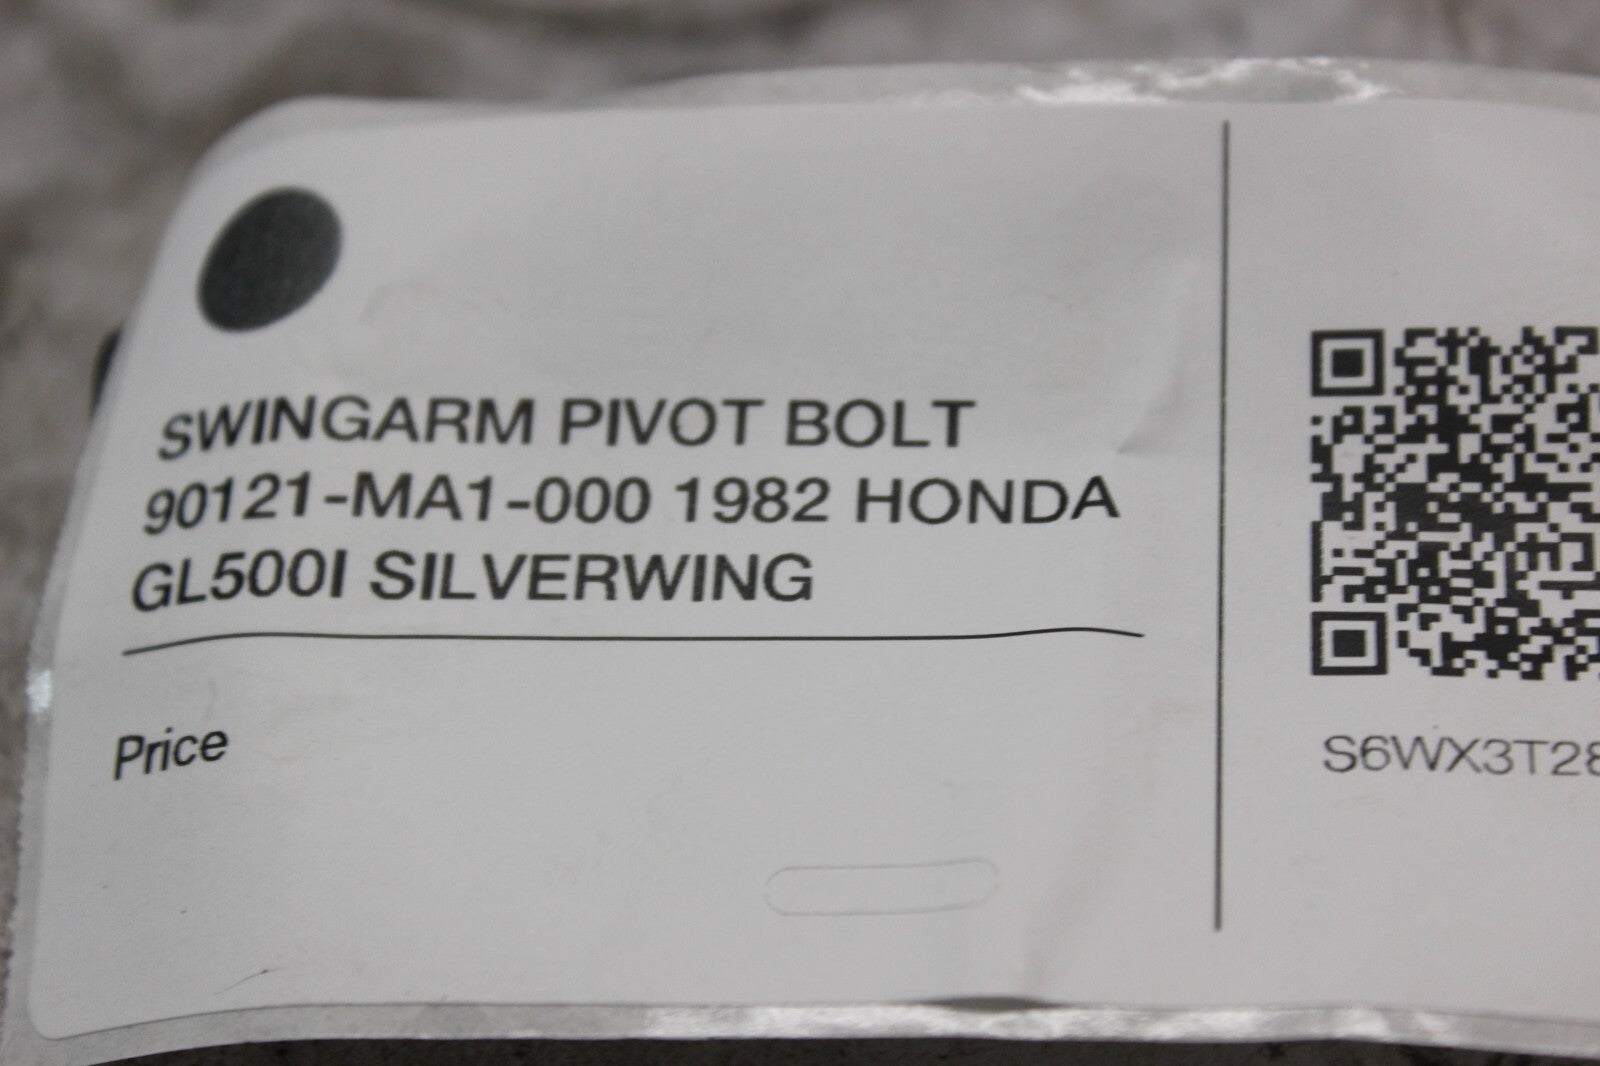 SWINGARM PIVOT BOLT
90121-MA1-000 1982 HONDA
GL500I SILVERWING
Price
S6WX3T28